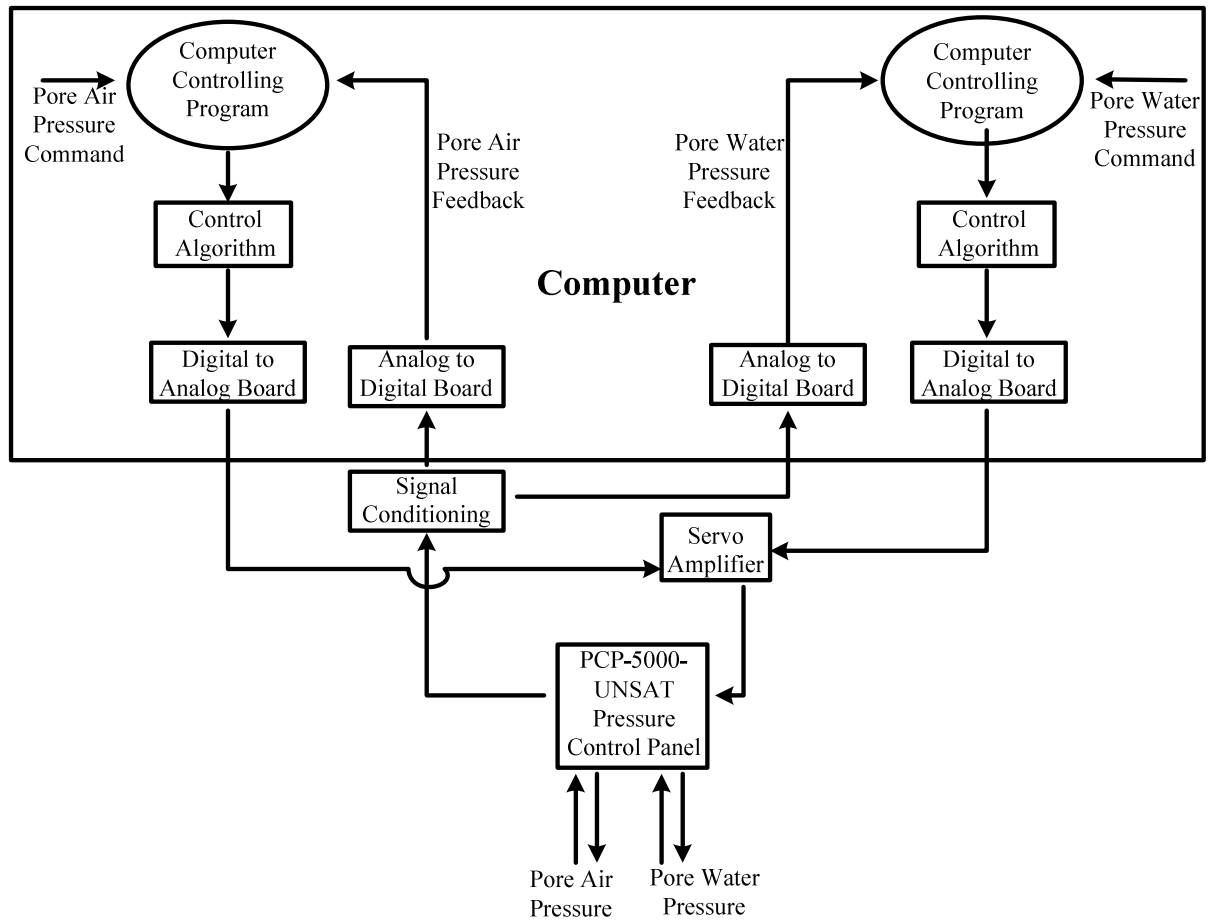 Computer
Controlling
Program
Pore Air
Pressure
Command
Pore Air
Pressure
Feedback
Control
Algorithm
Digital to
Analog Board
Analog to
Digital Board
Computer
Computer
Controlling
Program
Pore Water
Pressure
Command
Pore Water
Pressure
Feedback
Control
Algorithm
Analog to
Digital Board
Digital to
Analog Board
Signal
Conditioning
Servo
Amplifier
PCP-5000-
UNSAT
Pressure
Control Panel
Pore Air
Pressure
Pore Water
Pressure